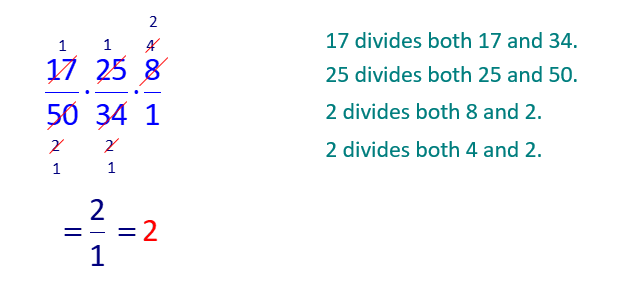 2
1 1 4
17/50 · 25/34 · 8/1
2 2
1 1
= 2/1 = 2
17 divides both 17 and 34.
25 divides both 25 and 50.
2 divides both 8 and 2.
2 divides both 4 and 2.